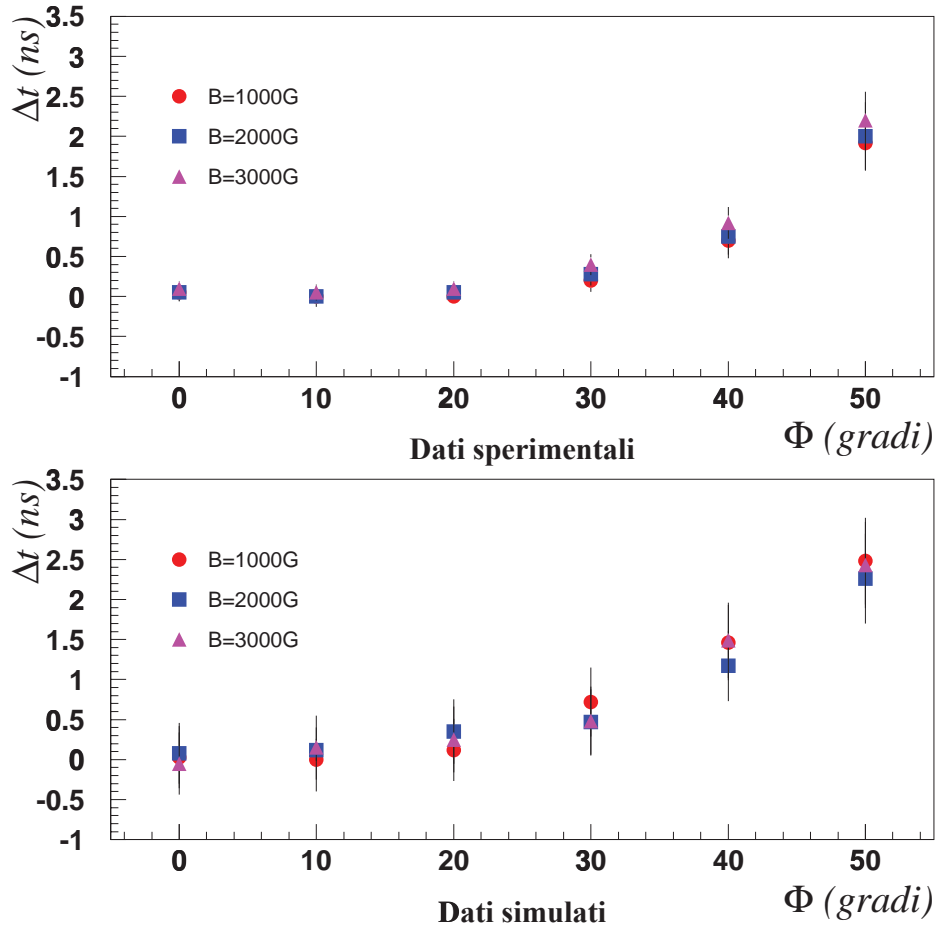 Δt (ns)
3.5
3
2.5
2
1.5
1
0.5
0
-0.5
-1
B=1000G
B=2000G
B=3000G
0 10 20 30 40 50
Dati sperimentali
Φ (gradi)
Δt (ns)
3.5
3
2.5
2
1.5
1
0.5
0
-0.5
-1
B=1000G
B=2000G
B=3000G
0 10 20 30 40 50
Dati simulati
Φ (gradi)